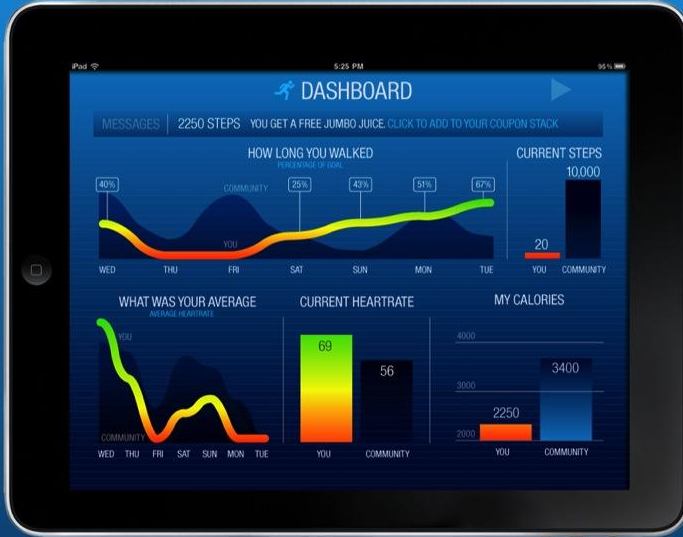 iPad
5:25 PM
96%
DASHBOARD
MESSAGES
2250 STEPS YOU GET A FREE JUMBO JUICE. CLICK TO ADD TO YOUR COUPON STACK
HOW LONG YOU WALKED
PERCENTAGE OF GOAL
40%
COMMUNITY
25%
43%
51%
67%
YOU
WED THU FRI SAT SUN MON TUE
CURRENT STEPS
10,000
20
YOU COMMUNITY
WHAT WAS YOUR AVERAGE
AVERAGE HEARTRATE
YOU
COMMUNITY
WED THU FRI SAT SUN MON TUE
CURRENT HEARTRATE
69
56
YOU COMMUNITY
MY CALORIES
4000
3000
2000
2250
3400
YOU COMMUNITY